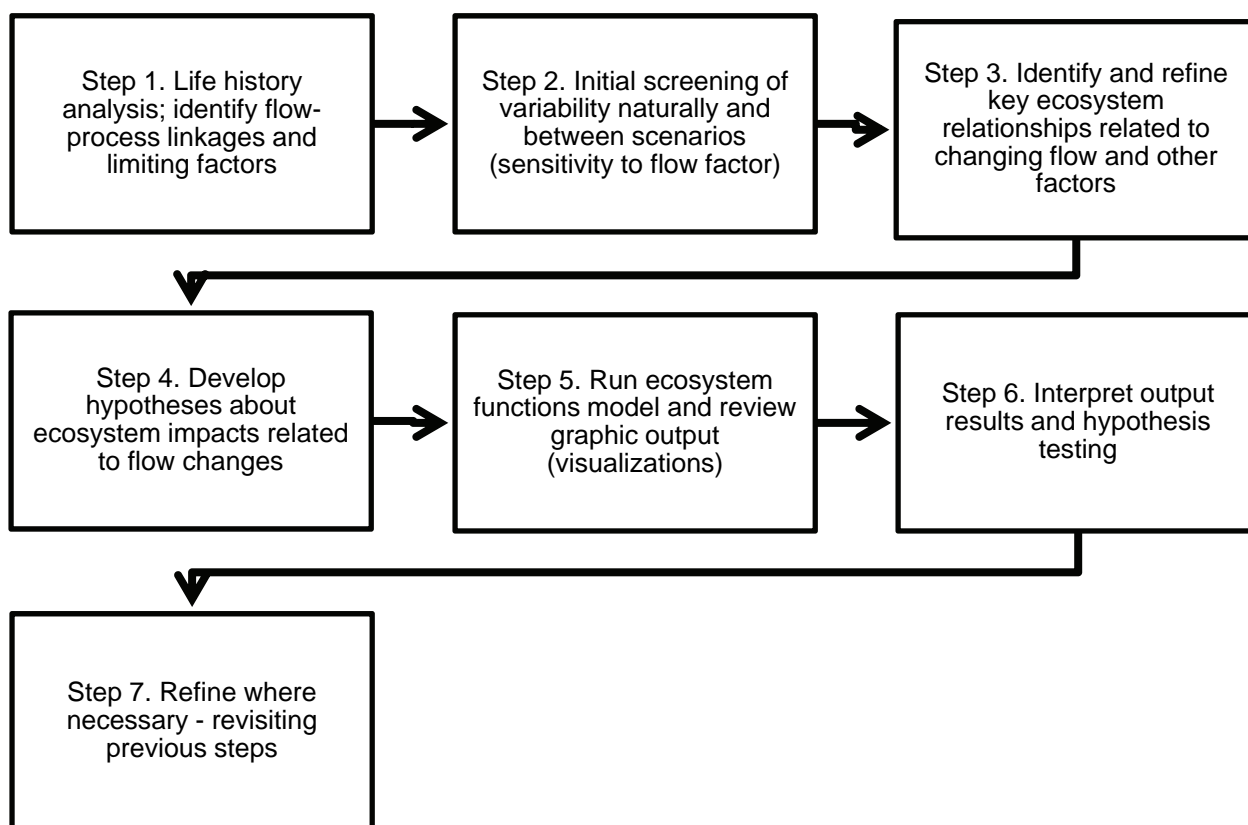 Step 1. Life history
analysis; identify flow-
process linkages and
limiting factors
Step 2. Initial screening of
variability naturally and
between scenarios
(sensitivity to flow factor)
Step 3. Identify and refine
key ecosystem
relationships related to
changing flow and other
factors
Step 4. Develop
hypotheses about
ecosystem impacts related
to flow changes
Step 5. Run ecosystem
functions model and review
graphic output
(visualizations)
Step 6. Interpret output
results and hypothesis
testing
Step 7. Refine where
necessary - revisiting
previous steps